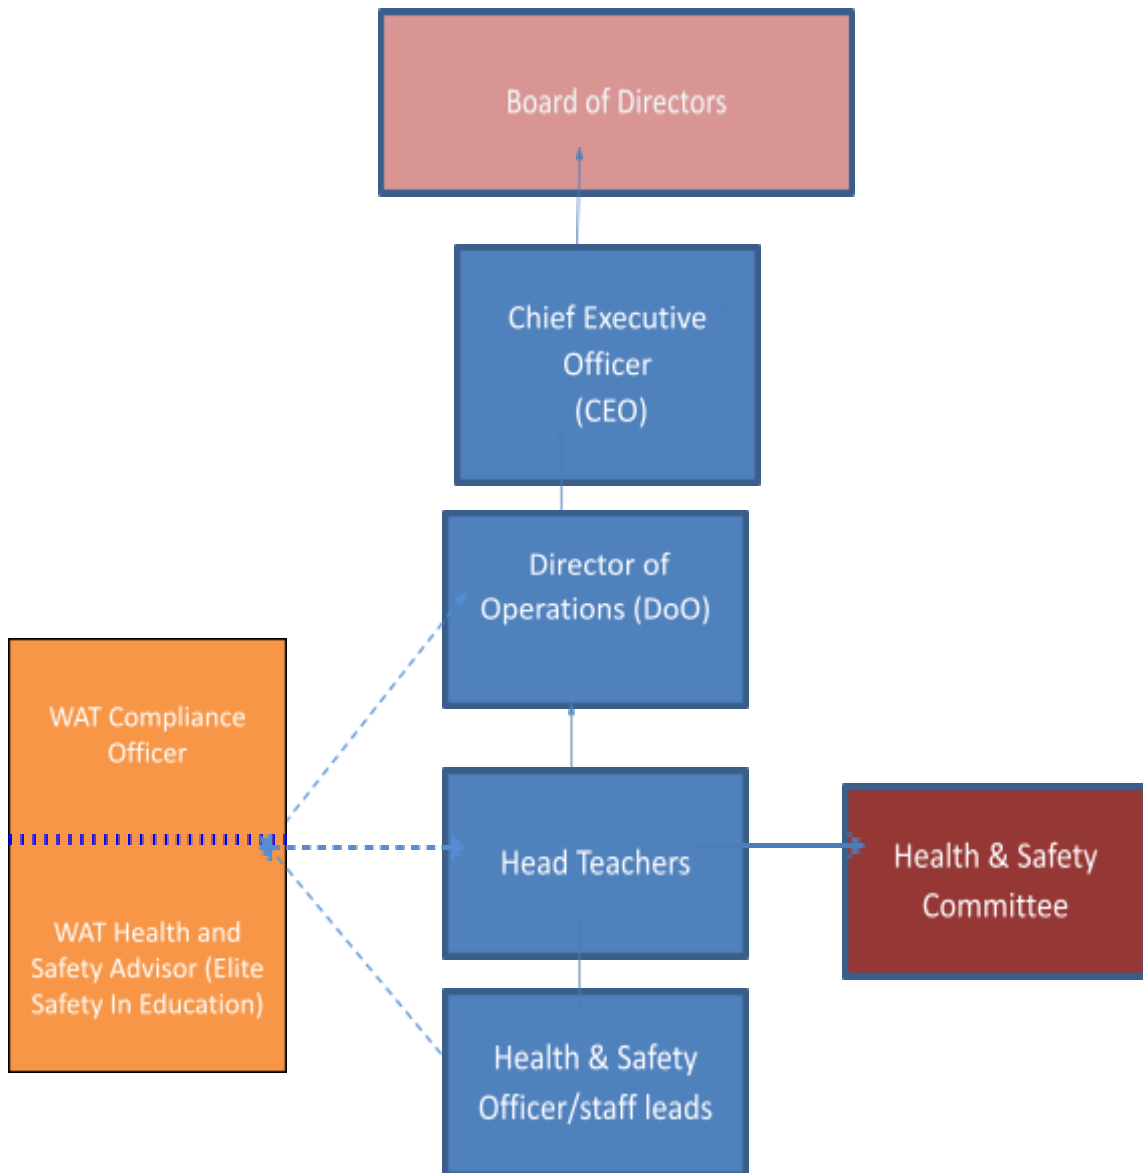 Board of Directors
Chief Executive
Officer
(CEO)
Director of
Operations (DoO)
WAT Compliance
Officer
Head Teachers
Health & Safety
Committee
WAT Health and
Safety Advisor (Elite
Safety In Education)
Health & Safety
Officer/staff leads